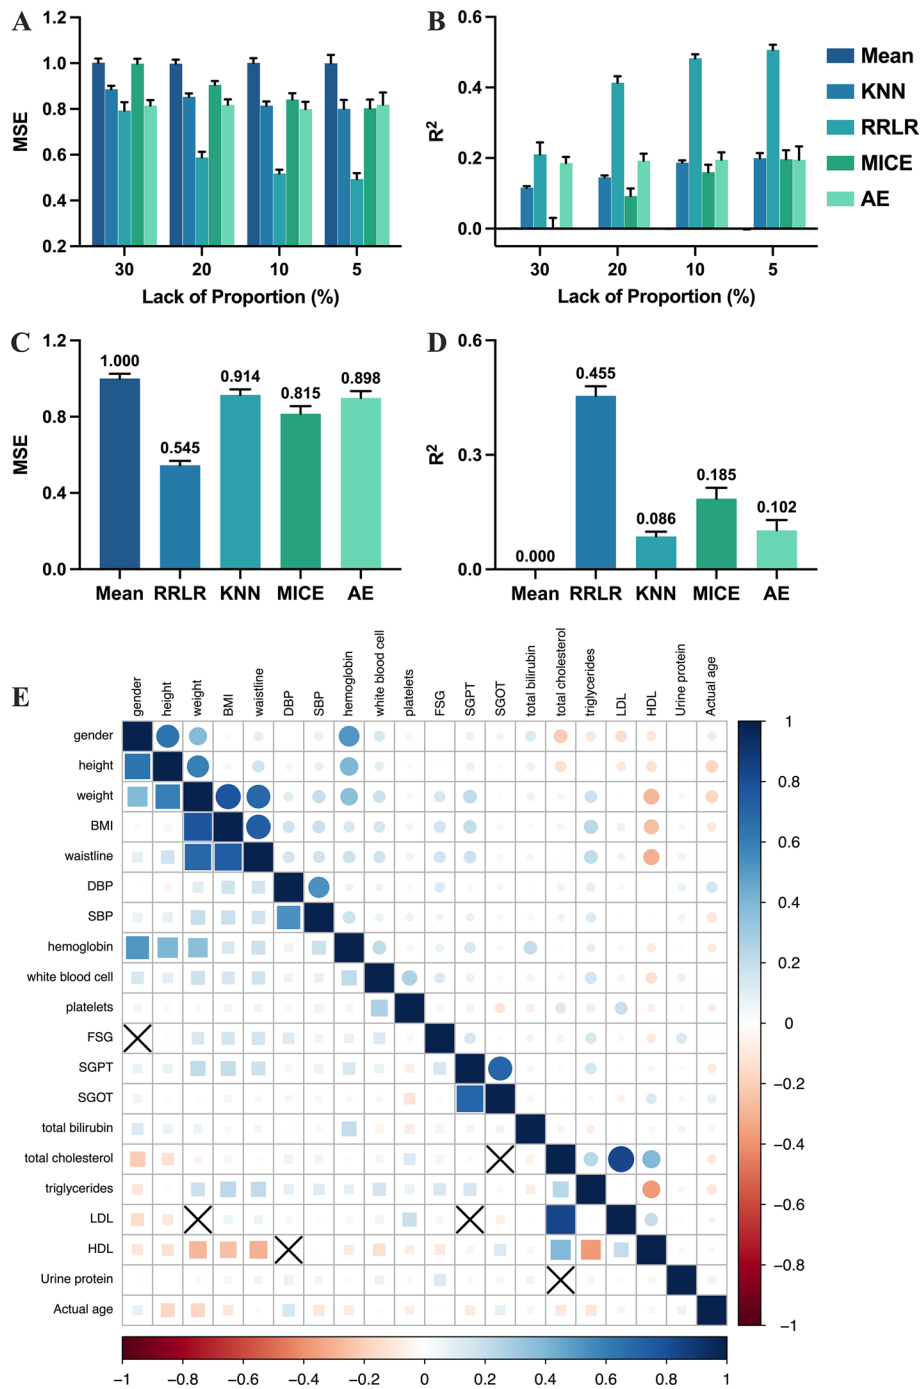 A
B
1.2
1.0
0.8
0.6
0.4
0.2
MSE
30 20 10 5
Lack of Proportion (%)
0.6
0.4
0.2
0.0
R2
30 20 10 5
Lack of Proportion (%)
Mean
KNN
RRLR
MICE
AE
C
D
1.2
0.8
0.4
0.0
MSE
1.000
0.545
0.914
0.815
0.898
Mean RRLR KNN MICE AE
0.6
0.3
0.0
R2
0.000
0.455
0.086
0.185
0.102
Mean RRLR KNN MICE AE
E
gender
height
weight
BMI
waistline
DBP
SBP
hemoglobin
white blood cell
platelets
FSG
SGPT
SGOT
total bilirubin
total cholesterol
triglycerides
LDL
HDL
Urine protein
Actual age
gender
height
weight
BMI
waistline
DBP
SBP
hemoglobin
white blood cell
platelets
FSG
SGPT
SGOT
total bilirubin
total cholesterol
triglycerides
LDL
HDL
Urine protein
Actual age
1
0.8
0.6
0.4
0.2
0
−0.2
−0.4
−0.6
−0.8
−1
−1 −0.8 −0.6 −0.4 −0.2 0 0.2 0.4 0.6 0.8 1